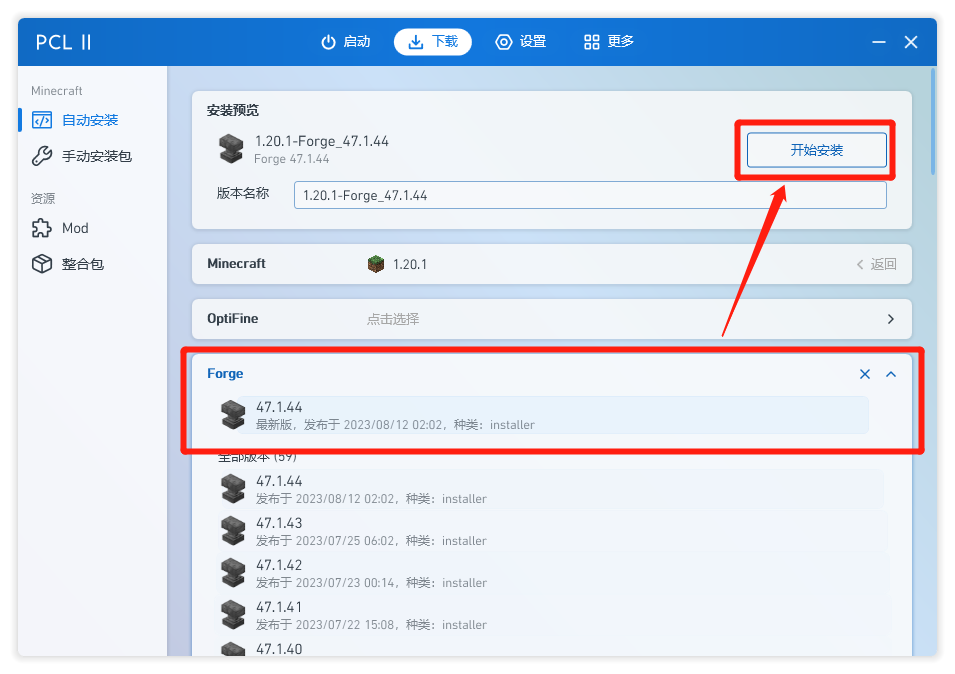 PCL II
启动
下载
设置
更多
Minecraft
自动安装
手动安装包
资源
Mod
整合包
安装预览
1.20.1-Forge_47.1.44
Forge 47.1.44
开始安装
版本名称
1.20.1-Forge_47.1.44
Minecraft
1.20.1
返回
OptiFine
点击选择
Forge
47.1.44
最新版，发布于 2023/08/12 02:02，种类：installer
全部版本 (59)
47.1.44
发布于 2023/08/12 02:02，种类：installer
47.1.43
发布于 2023/07/25 06:02，种类：installer
47.1.42
发布于 2023/07/23 00:14，种类：installer
47.1.41
发布于 2023/07/22 15:08，种类：installer
47.1.40